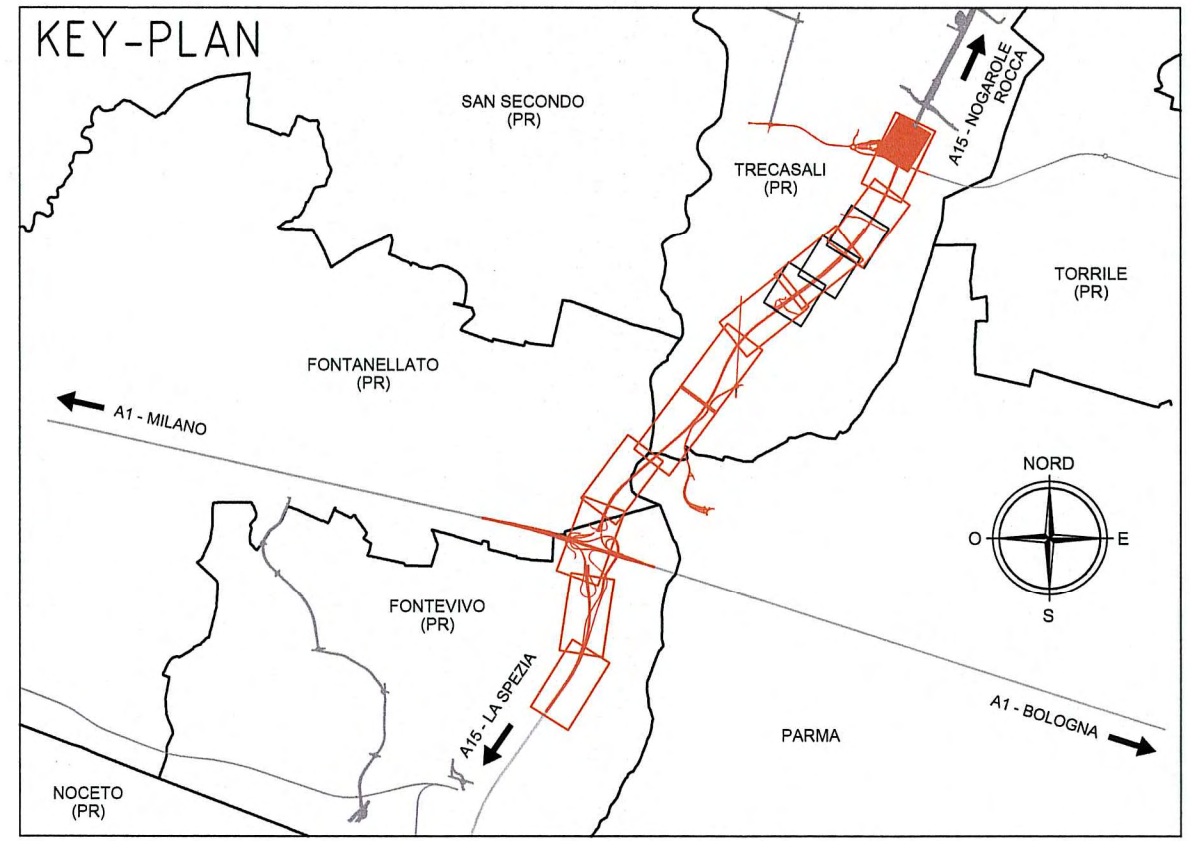 KEY-PLAN
SAN SECONDO
(PR)
A15 - NOGAROLE
ROCCA
TRECASALI
(PR)
TORRILE
(PR)
FONTANELLATO
(PR)
A1 - MILANO
NORD
O
E
S
FONTEVIVO
(PR)
A15 - LA SPEZIA
A1 - BOLOGNA
PARMA
NOCETO
(PR)